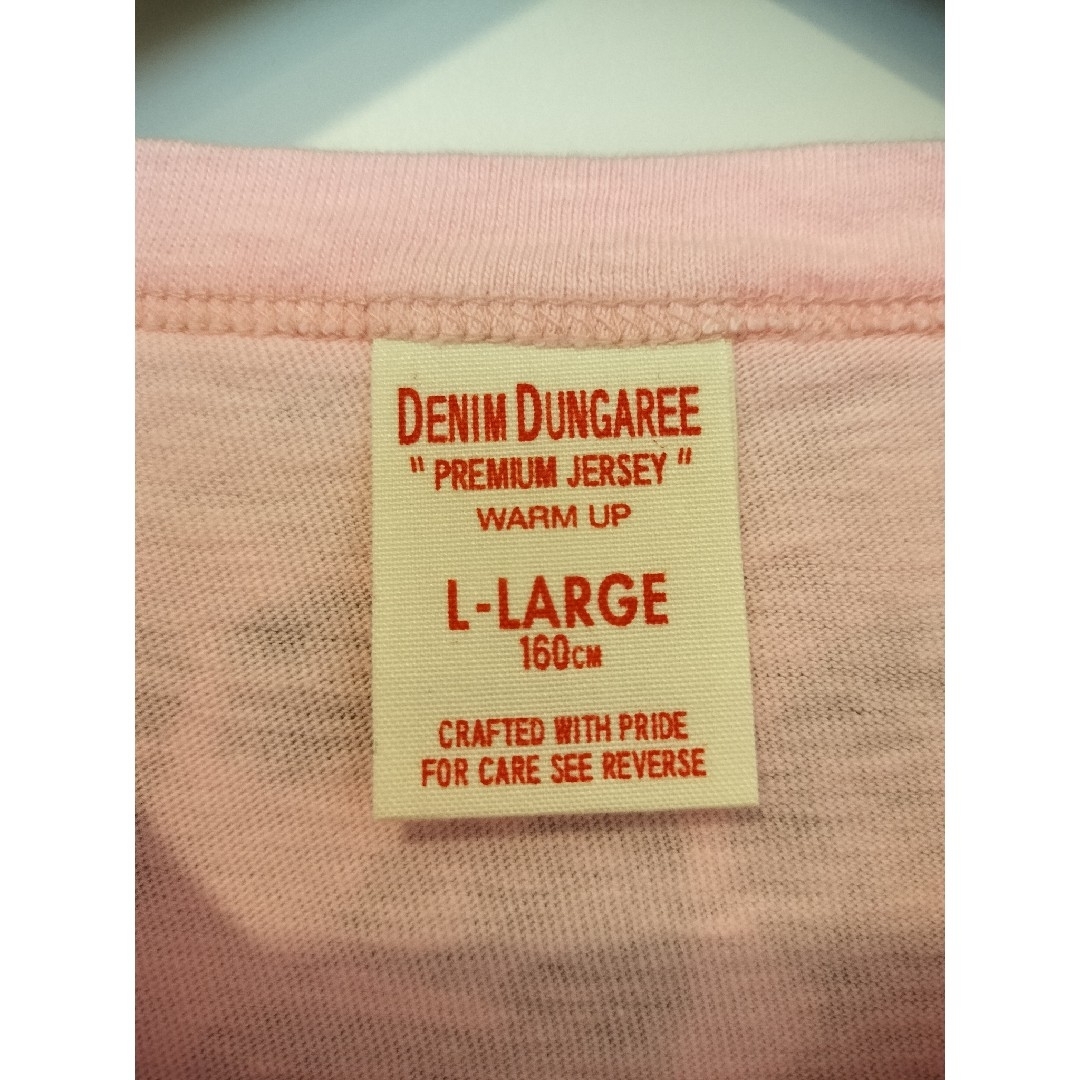 DENIM DUNGAREE
" PREMIUM JERSEY "
WARM UP
L-LARGE
160CM
CRAFTED WITH PRIDE
FOR CARE SEE REVERSE